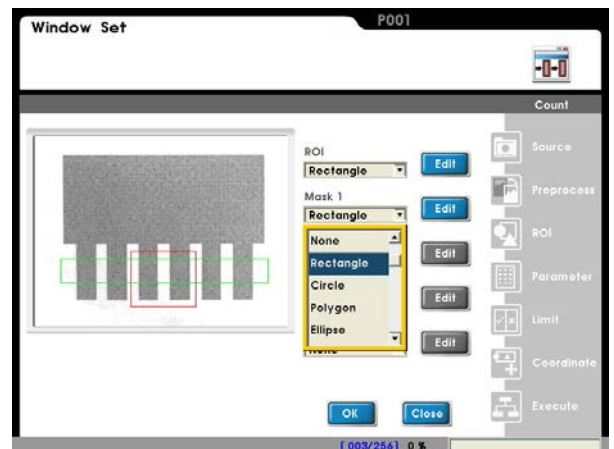 Window Set
P001
Count
ROI
Rectangle
Edit
Mask 1
Rectangle
Edit
None
Rectangle
Circle
Polygon
Ellipse
Edit
Edit
Edit
None
OK
Close
Source
Preprocess
ROI
Parameter
Limit
Coordinate
Execute
[003/256] 0 %